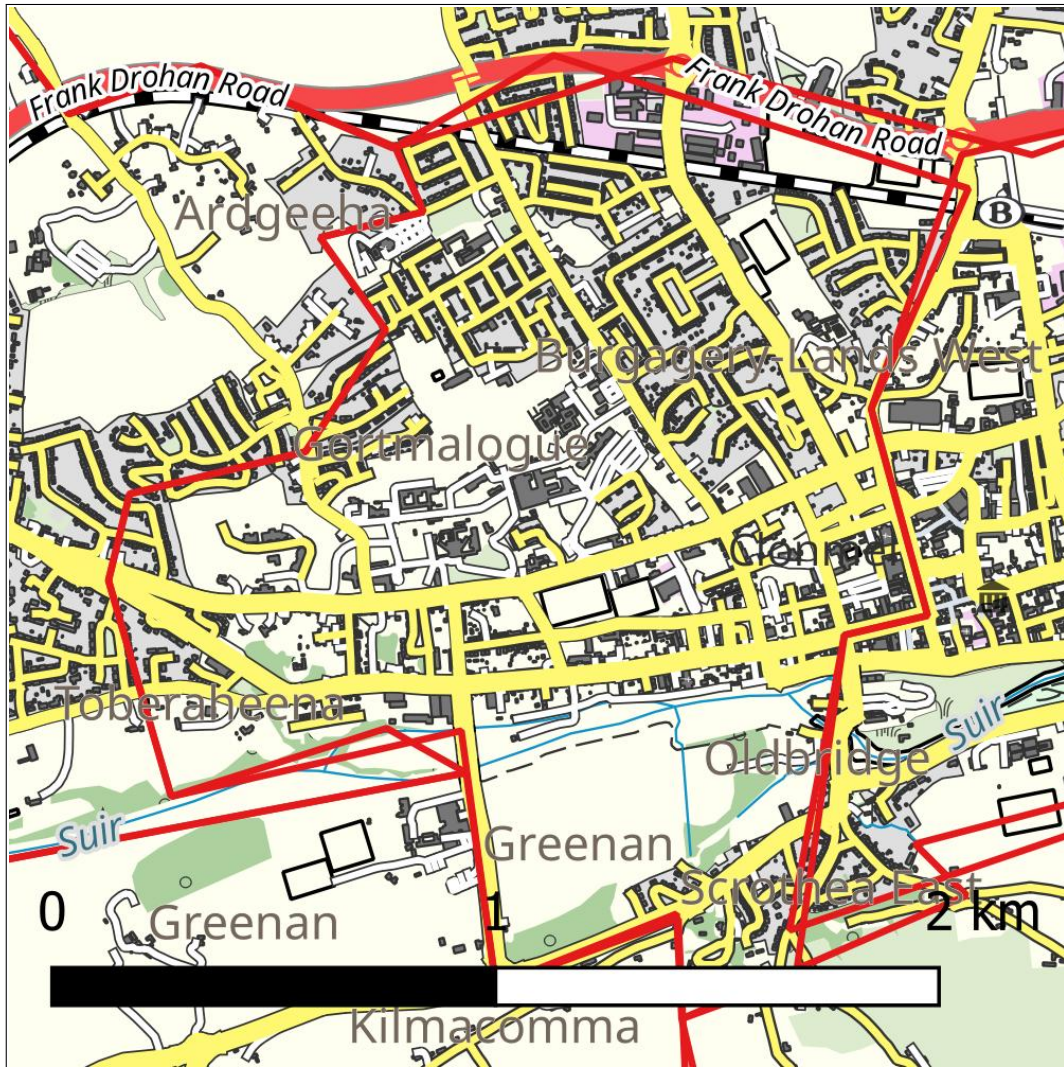 Frank Drohan Road
Frank Drohan Road
Ardgeeha
B
Burgagery-Lands West
Gortmalogue
Clonmel
Toberaheena
Suir
Oldbridge
Suir
Greenan
Scrothea East
0
1
2 km
Greenan
Kilmacomma